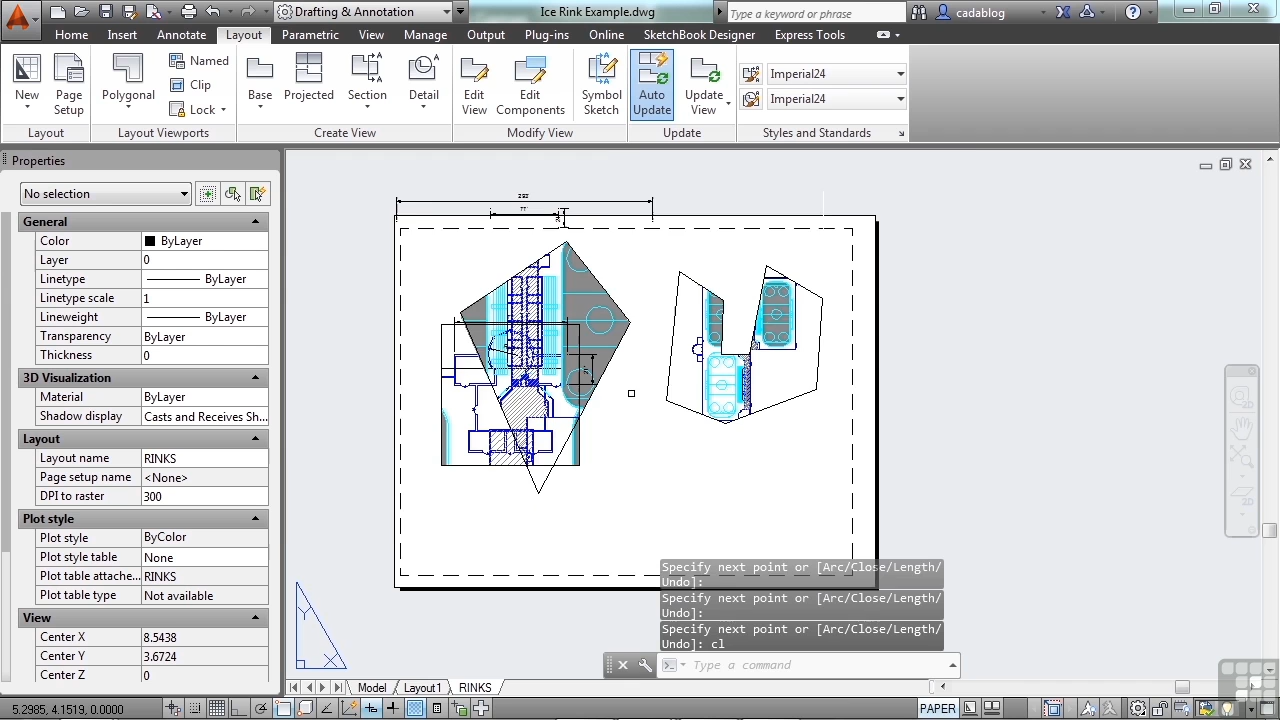 Drafting & Annotation
Ice Rink Example.dwg
Type a keyword or phrase
cadablog
Home Insert Annotate Layout Parametric View Manage Output Plug-ins Online SketchBook Designer Express Tools
New
Page Setup
Polygonal
Named
Clip
Lock
Base
Projected
Section
Detail
Edit View
Edit Components
Symbol Sketch
Auto Update
Update View
Imperial24
Imperial24
Layout
Layout Viewports
Create View
Modify View
Update
Styles and Standards
Properties
No selection
General
Color ByLayer
Layer 0
Linetype ByLayer
Linetype scale 1
Lineweight ByLayer
Transparency ByLayer
Thickness 0
3D Visualization
Material ByLayer
Shadow display Casts and Receives Sh...
Layout
Layout name RINKS
Page setup name <None>
DPI to raster 300
Plot style
Plot style ByColor
Plot style table None
Plot table attache... RINKS
Plot table type Not available
View
Center X 8.5438
Center Y 3.6724
Center Z 0
Y
X
Specify next point or [Arc/Close/Length/
Undo]:
Specify next point or [Arc/Close/Length/
Undo]:
Specify next point or [Arc/Close/Length/
Undo]: cl
Type a command
Model Layout1 RINKS
5.2985, 4.1519, 0.0000
PAPER